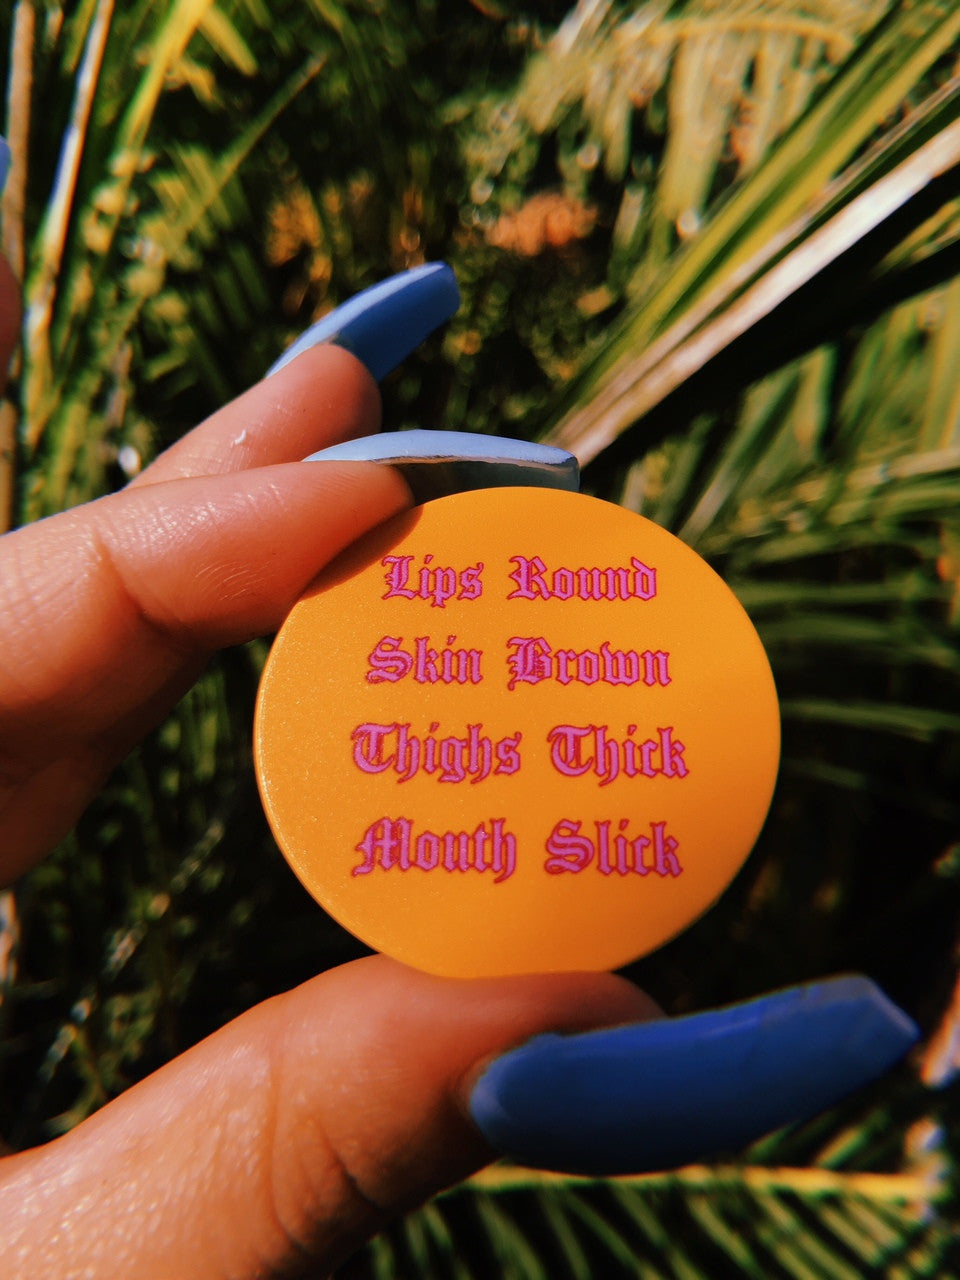 Lips Round
Skin Brown
Thighs Thick
Mouth Slick